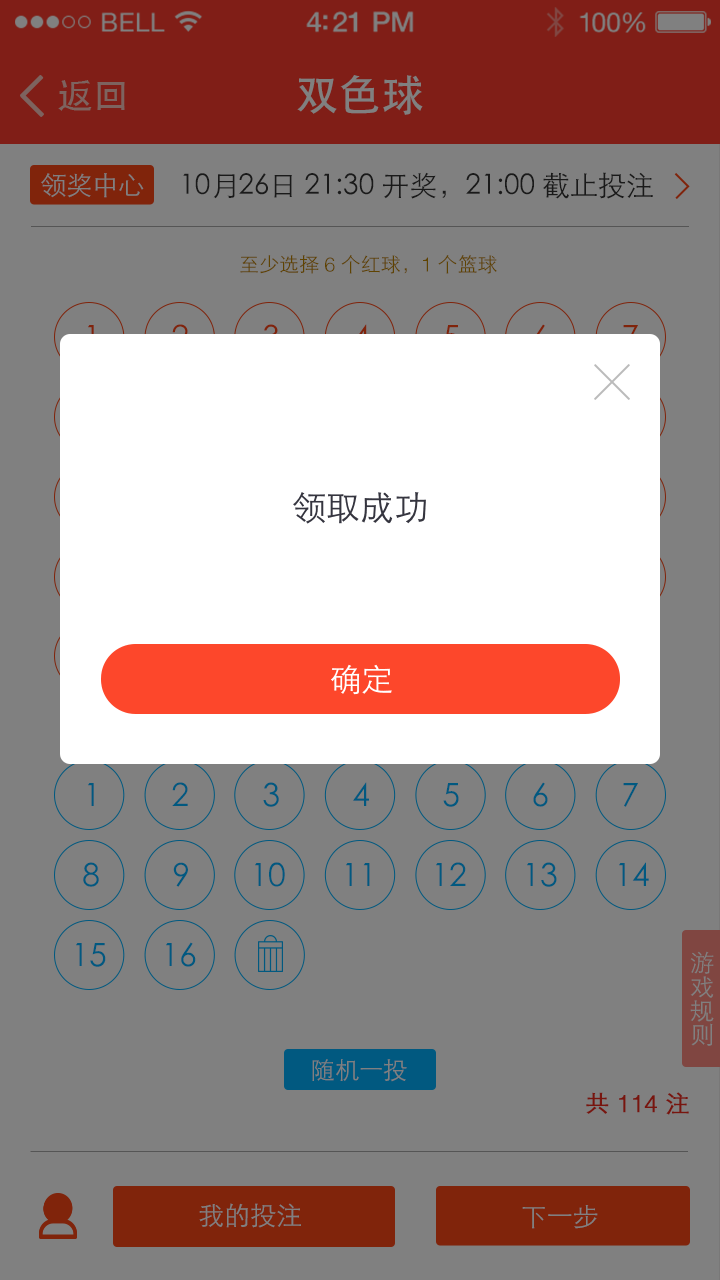 BELL 4:21 PM 100%
返回 双色球
领奖中心 10月26日 21:30 开奖，21:00 截止投注
至少选择 6 个红球，1 个篮球
1 2 3 4 5 6 7
领取成功
确定
1 2 3 4 5 6 7
8 9 10 11 12 13 14
15 16
游戏规则
随机一投
共 114 注
我的投注 下一步